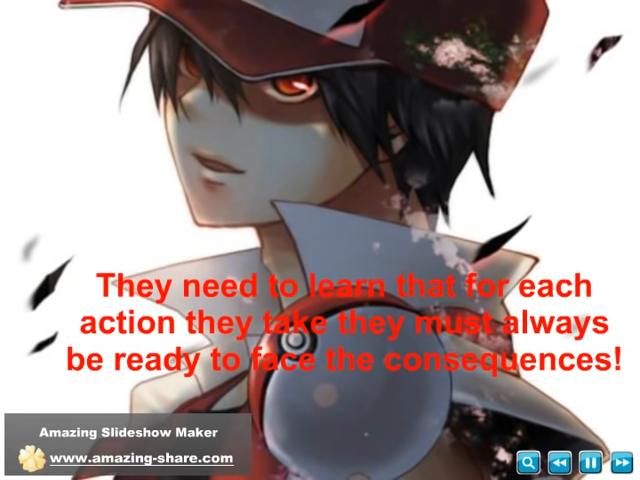 They need to learn that for each
action they take they must always
be ready to face the consequences!
Amazing Slideshow Maker
www.amazing-share.com